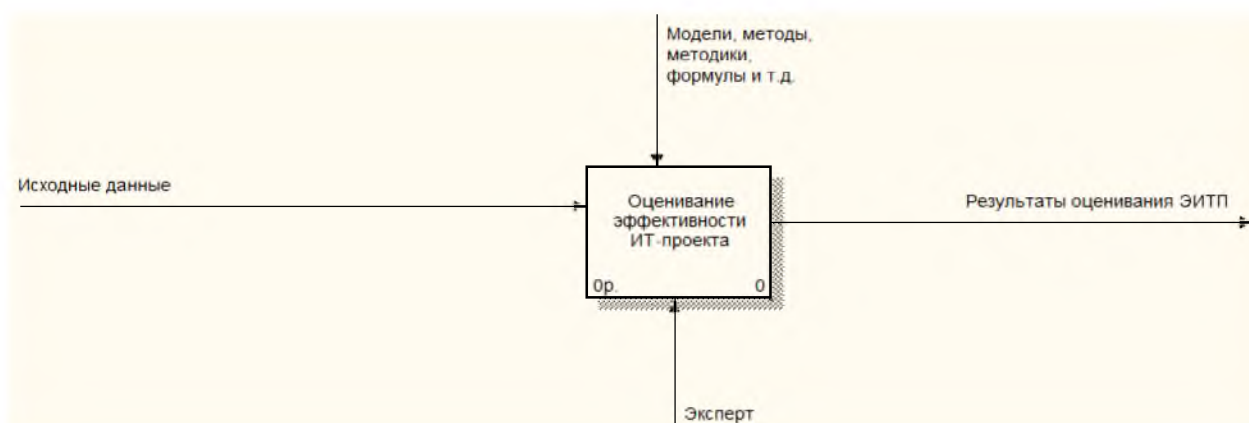 Модели, методы,
методики,
формулы и т.д.
Исходные данные
Оценивание
эффективности
ИТ-проекта
0р.
0
Результаты оценивания ЭИТП
Эксперт